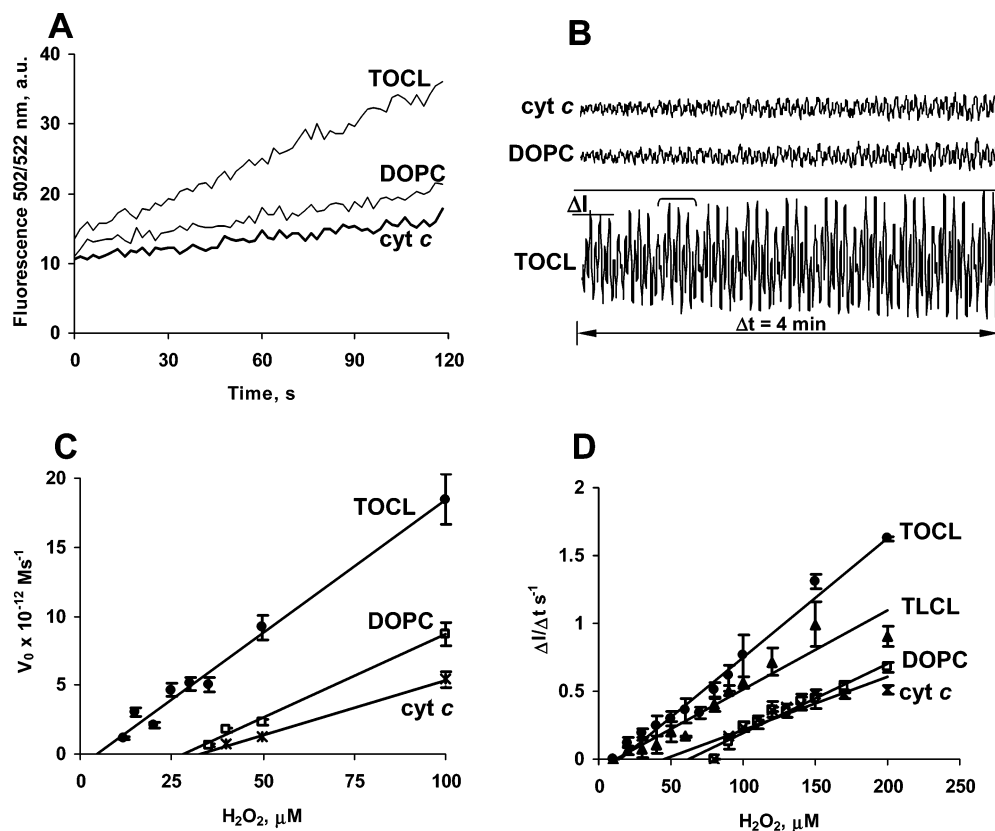 A
Fluorescence 502/522 nm, a.u.
40
30
20
10
0
TOCL
DOPC
cyt c
0 30 60 90 120
Time, s
B
cyt c
DOPC
ΔI
TOCL
Δt = 4 min
C
V₀ x 10⁻¹² Ms⁻¹
20
15
10
5
0
TOCL
DOPC
cyt c
0 25 50 75 100
H₂O₂, μM
D
ΔI/Δt s⁻¹
2
1.5
1
0.5
0
TOCL
TLCL
DOPC
cyt c
0 50 100 150 200 250
H₂O₂, μM